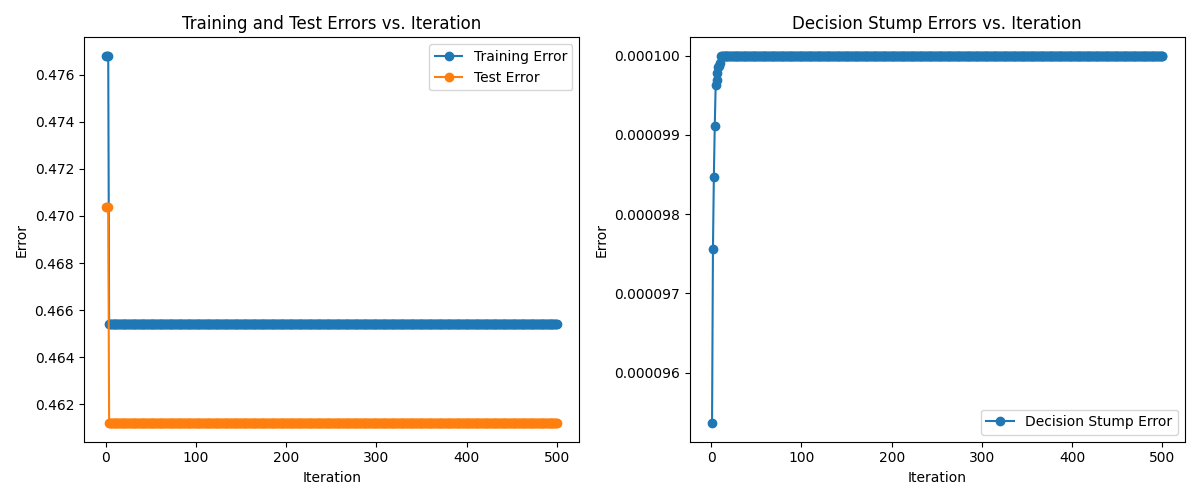 Training and Test Errors vs. Iteration
Training Error
Test Error
0.476
0.474
0.472
0.470
0.468
0.466
0.464
0.462
Error
0
100
200
300
400
500
Iteration
Decision Stump Errors vs. Iteration
0.000100
0.000099
0.000098
0.000097
0.000096
Error
Decision Stump Error
0
100
200
300
400
500
Iteration